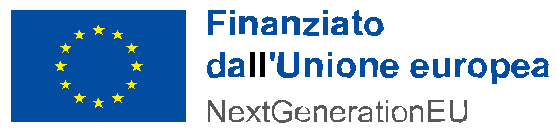 Finanziato
dall'Unione europea
NextGenerationEU